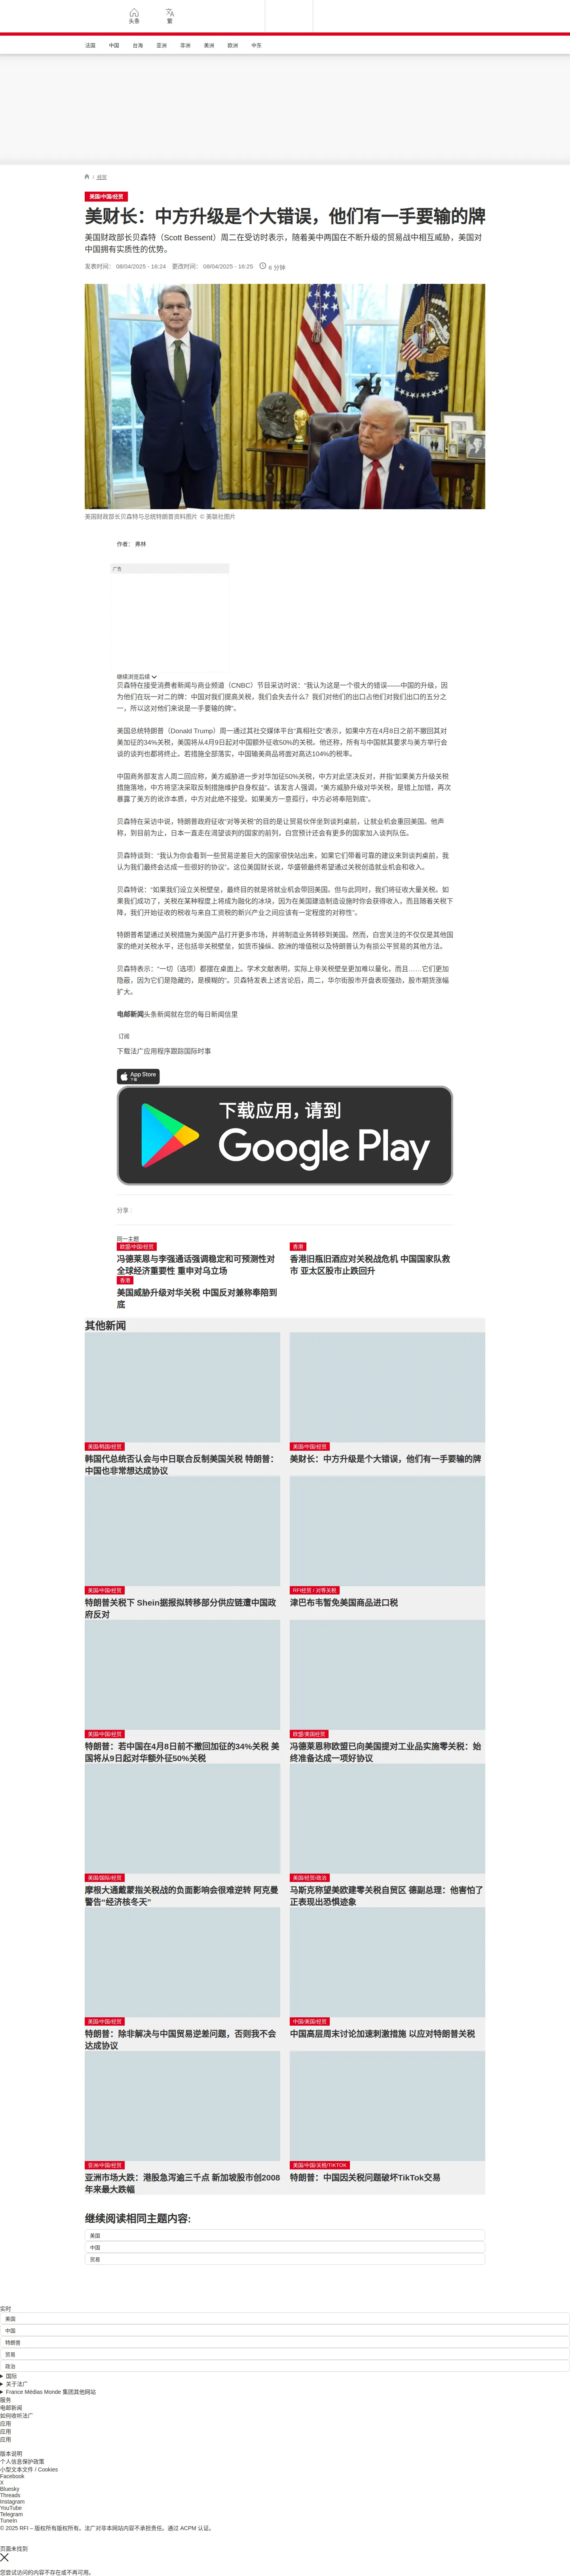 头条
繁
法国
中国
台海
亚洲
非洲
美洲
欧洲
中东
/ 经贸
美国/中国/经贸
美财长：中方升级是个大错误，他们有一手要输的牌
美国财政部长贝森特（Scott Bessent）周二在受访时表示，随着美中两国在不断升级的贸易战中相互威胁，美国对
中国拥有实质性的优势。
发表时间： 08/04/2025 - 16:24 更改时间： 08/04/2025 - 16:25 6 分钟
美国财政部长贝森特与总统特朗普资料图片 © 美联社图片
作者： 弗林
广告
继续浏览后续
贝森特在接受消费者新闻与商业频道（CNBC）节目采访时说：“我认为这是一个很大的错误——中国的升级，因
为他们在玩一对二的牌：中国对我们提高关税，我们会失去什么？我们对他们的出口占他们对我们出口的五分之
一，所以这对他们来说是一手要输的牌”。
美国总统特朗普（Donald Trump）周一通过其社交媒体平台“真相社交”表示，如果中方在4月8日之前不撤回其对
美加征的34%关税，美国将从4月9日起对中国额外征收50%的关税。他还称，所有与中国就其要求与美方举行会
谈的谈判也都将终止。若措施全部落实，中国输美商品将面对高达104%的税率。
中国商务部发言人周二回应称，美方威胁进一步对华加征50%关税，中方对此坚决反对，并指“如果美方升级关税
措施落地，中方将坚决采取反制措施维护自身权益”。该发言人强调，“美方威胁升级对华关税，是错上加错，再次
暴露了美方的讹诈本质，中方对此绝不接受。如果美方一意孤行，中方必将奉陪到底”。
贝森特在采访中说，特朗普政府征收“对等关税”的目的是让贸易伙伴坐到谈判桌前，让就业机会重回美国。他声
称，到目前为止，日本一直走在渴望谈判的国家的前列，白宫预计还会有更多的国家加入谈判队伍。
贝森特谈到：“我认为你会看到一些贸易逆差巨大的国家很快站出来，如果它们带着可靠的建议来到谈判桌前，我
认为我们最终会达成一些很好的协议”。这位美国财长说，华盛顿最终希望通过关税创造就业机会和收入。
贝森特说：“如果我们设立关税壁垒，最终目的就是将就业机会带回美国。但与此同时，我们将征收大量关税。如
果我们成功了，关税在某种程度上将成为融化的冰块，因为在美国建造制造设施时你会获得收入，而且随着关税下
降，我们开始征收的税收与来自工资税的新兴产业之间应该有一定程度的对称性”。
特朗普希望通过关税措施为美国产品打开更多市场，并将制造业务转移到美国。然而，白宫关注的不仅仅是其他国
家的绝对关税水平，还包括非关税壁垒，如货币操纵、欧洲的增值税以及特朗普认为有损公平贸易的其他方法。
贝森特表示：“一切（选项）都摆在桌面上。学术文献表明，实际上非关税壁垒更加难以量化，而且……它们更加
隐蔽，因为它们是隐藏的，是模糊的”。贝森特发表上述言论后，周二，华尔街股市开盘表现强劲，股市期货涨幅
扩大。
电邮新闻头条新闻就在您的每日新闻信里
订阅
下载法广应用程序跟踪国际时事
App Store
下载
下载应用，请到
Google Play
分享 :
同一主题
欧盟/中国/经贸
冯德莱恩与李强通话强调稳定和可预测性对
全球经济重要性 重申对乌立场
香港
香港旧瓶旧酒应对关税战危机 中国国家队救
市 亚太区股市止跌回升
香港
美国威胁升级对华关税 中国反对兼称奉陪到
底
其他新闻
美国/韩国/经贸
韩国代总统否认会与中日联合反制美国关税 特朗普：
中国也非常想达成协议
美国/中国/经贸
美财长：中方升级是个大错误，他们有一手要输的牌
美国/中国/经贸
特朗普关税下 Shein据报拟转移部分供应链遭中国政
府反对
RFI经贸 / 对等关税
津巴布韦暂免美国商品进口税
美国/中国/经贸
特朗普：若中国在4月8日前不撤回加征的34%关税 美
国将从9日起对华额外征50%关税
欧盟/美国经贸
冯德莱恩称欧盟已向美国提对工业品实施零关税：始
终准备达成一项好协议
美国/国际/经贸
摩根大通戴蒙指关税战的负面影响会很难逆转 阿克曼
警告“经济核冬天”
美国/经贸/政治
马斯克称望美欧建零关税自贸区 德副总理：他害怕了
正表现出恐惧迹象
美国/中国/经贸
特朗普：除非解决与中国贸易逆差问题，否则我不会
达成协议
中国/美国/经贸
中国高层周末讨论加速刺激措施 以应对特朗普关税
亚洲/中国/经贸
亚洲市场大跌：港股急泻逾三千点 新加坡股市创2008
年来最大跌幅
美国/中国/关税/TIKTOK
特朗普：中国因关税问题破坏TikTok交易
继续阅读相同主题内容:
美国
中国
贸易
实时
美国
中国
特朗普
贸易
政治
国际
关于法广
France Médias Monde 集团其他网站
服务
电邮新闻
如何收听法广
应用
应用
应用
版本说明
个人信息保护政策
小型文本文件 / Cookies
Facebook
X
Bluesky
Threads
Instagram
YouTube
Telegram
TuneIn
© 2025 RFI – 版权所有版权所有。法广对非本网站内容不承担责任。通过 ACPM 认证。
页面未找到
您尝试访问的内容不存在或不再可用。